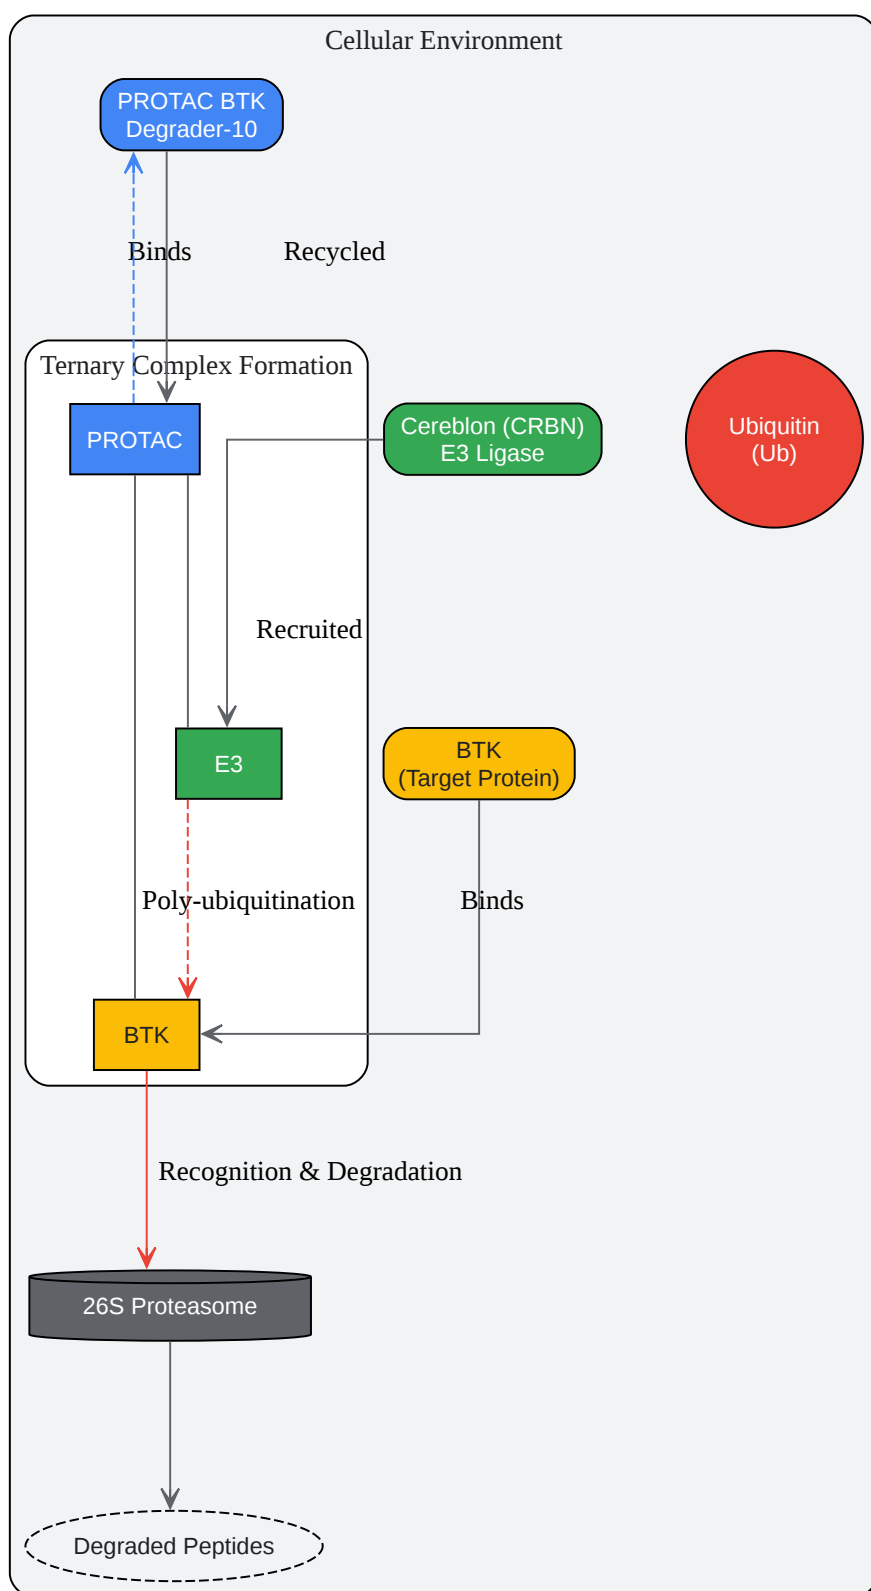 Cellular Environment
PROTAC BTK
Degrader-10
Binds
Recycled
Ternary Complex Formation
PROTAC
Cereblon (CRBN)
E3 Ligase
Ubiquitin
(Ub)
Recruited
E3
BTK
(Target Protein)
Poly-ubiquitination
Binds
BTK
Recognition & Degradation
26S Proteasome
Degraded Peptides